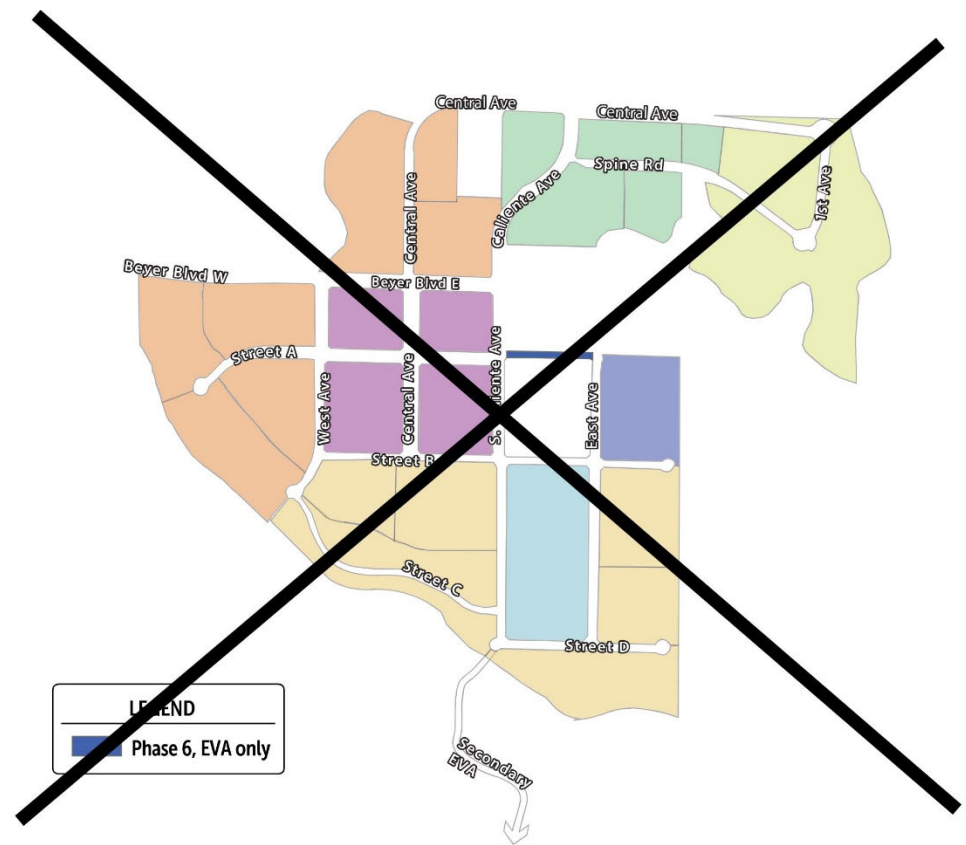 Central Ave
Central Ave
Spine Rd
Central Ave
Caliente Ave
1st Ave
Beyer Blvd W
Beyer Blvd E
Street A
West Ave
Central Ave
S. iente Ave
East Ave
Street B
Street C
Street D
LEGEND
Phase 6, EVA only
Secondary
EVA